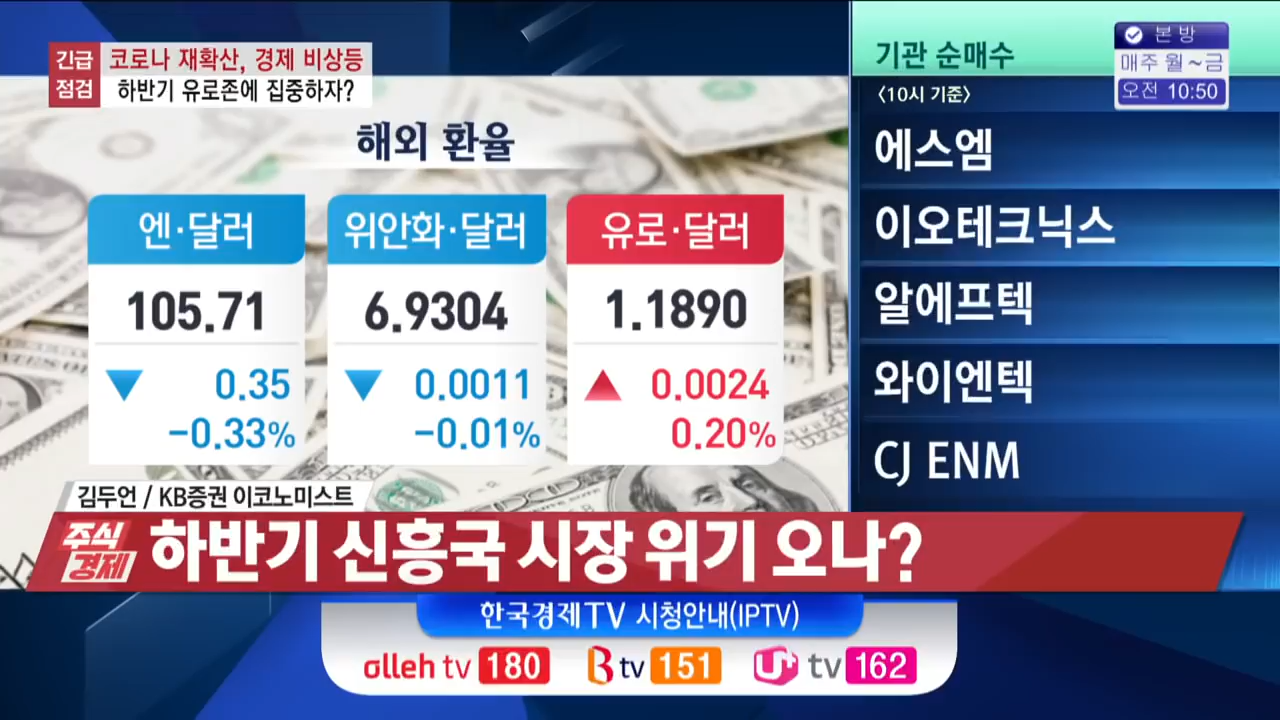 긴급
점검
코로나 재확산, 경제 비상등
하반기 유로존에 집중하자?
해외 환율
엔·달러
105.71
▼ 0.35
-0.33%
위안화·달러
6.9304
▼ 0.0011
-0.01%
유로·달러
1.1890
▲ 0.0024
0.20%
기관 순매수
〈10시 기준〉
에스엠
이오테크닉스
알에프텍
와이엔텍
CJ ENM
본 방
매주 월~금
오전 10:50
김두언 / KB증권 이코노미스트
주식
경제
하반기 신흥국 시장 위기 오나?
한국경제TV 시청안내(IPTV)
alleh tv 180
B tv 151
U+ tv 162